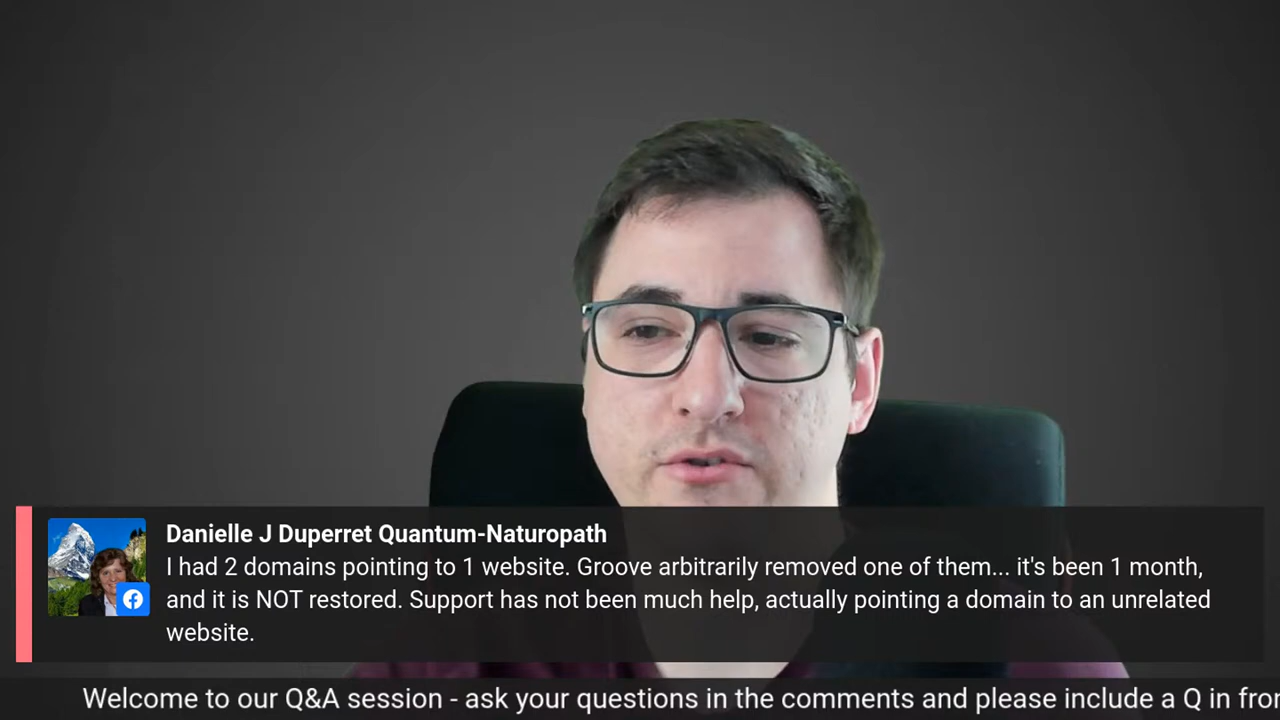 Danielle J Duperret Quantum-Naturopath
I had 2 domains pointing to 1 website. Groove arbitrarily removed one of them... it's been 1 month,
and it is NOT restored. Support has not been much help, actually pointing a domain to an unrelated
website.
Welcome to our Q&A session - ask your questions in the comments and please include a Q in